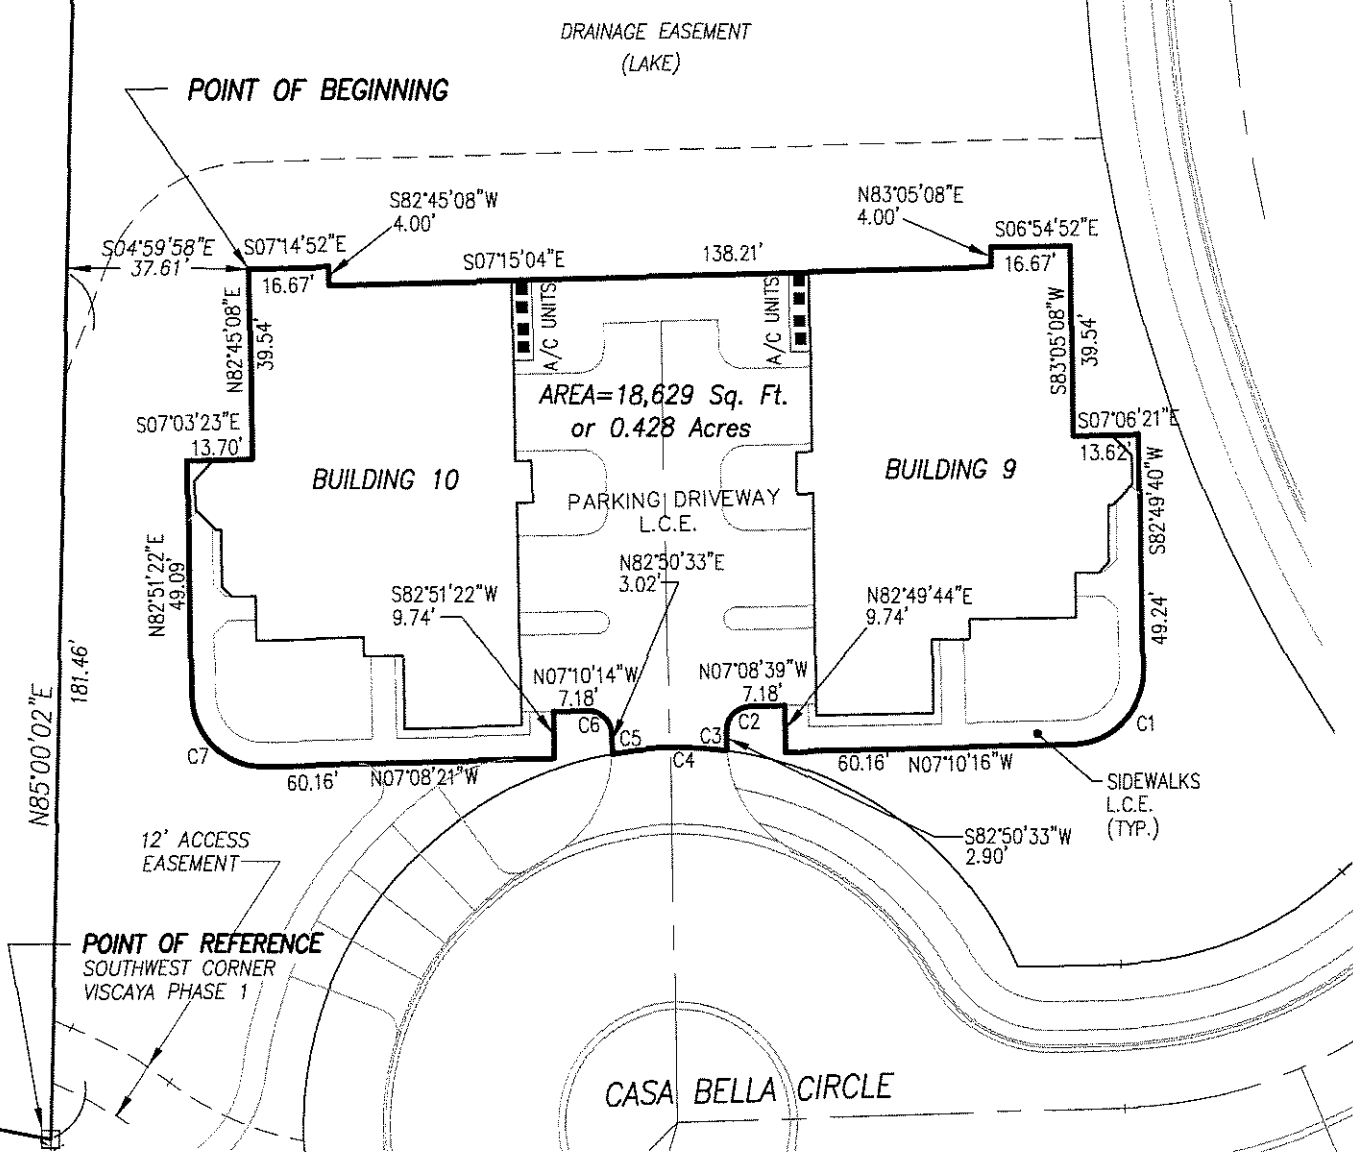 DRAINAGE EASEMENT
(LAKE)
POINT OF BEGINNING
S82°45'08"W
4.00'
N83°05'08"E
4.00'
S04°59'58"E
37.61'
S07°14'52"E
16.67'
S07°15'04"E
138.21'
S06°54'52"E
16.67'
N82°45'08"E
39.54'
A/C UNITS
A/C UNITS
S83°05'08"W
39.54'
AREA=18,629 Sq. Ft.
or 0.428 Acres
S07°03'23"E
13.70'
S07°06'21"E
13.62'
BUILDING 10
BUILDING 9
PARKING DRIVEWAY
L.C.E.
S82°49'40"W
49.24'
N82°51'22"E
49.09'
N82°50'33"E
3.02'
S82°51'22"W
9.74'
N82°49'44"E
9.74'
N85°00'02"E
181.46'
N07°10'14"W
7.18'
N07°08'39"W
7.18'
C6
C5
C2
C3
C4
C1
C7
60.16'
N07°08'21"W
60.16'
N07°10'16"W
SIDEWALKS
L.C.E.
(TYP.)
S82°50'33"W
2.90'
12' ACCESS
EASEMENT
POINT OF REFERENCE
SOUTHWEST CORNER
VISCAYA PHASE 1
CASA BELLA CIRCLE